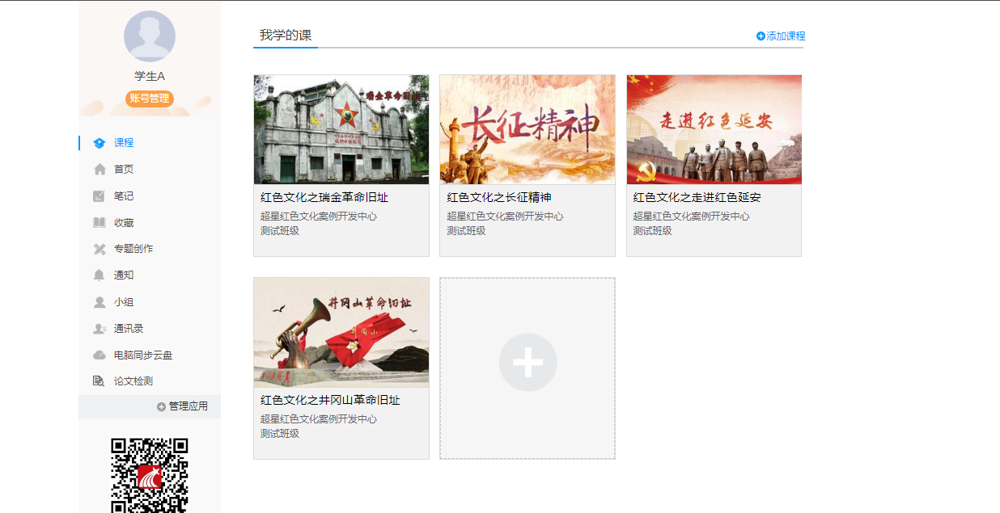 学生A
账号管理
课程
首页
笔记
收藏
专题创作
通知
小组
通讯录
电脑同步云盘
论文检测
管理应用
我学的课
添加课程
瑞金革命旧址
红色文化之瑞金革命旧址
超星红色文化案例开发中心
测试班级
长征精神
红色文化之长征精神
超星红色文化案例开发中心
测试班级
走进红色延安
红色文化之走进红色延安
超星红色文化案例开发中心
测试班级
井冈山革命旧址
井冈山
红色文化之井冈山革命旧址
超星红色文化案例开发中心
测试班级